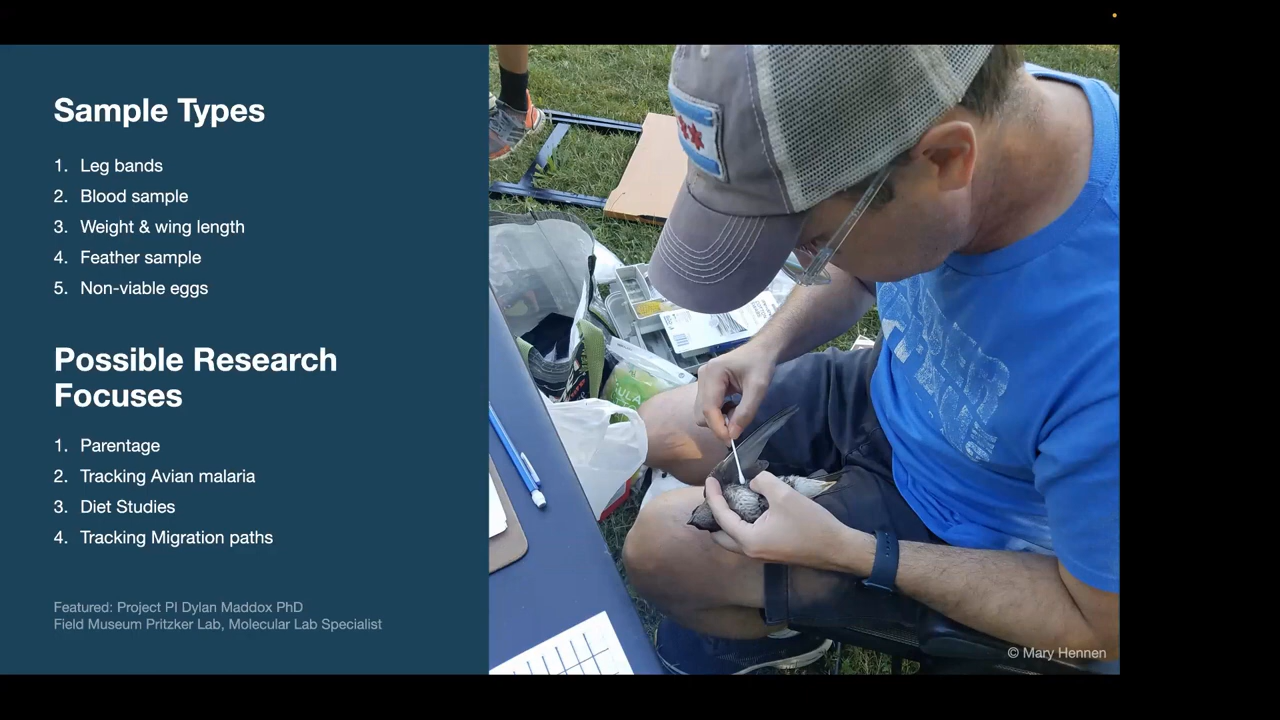 Sample Types
1. Leg bands
2. Blood sample
3. Weight & wing length
4. Feather sample
5. Non-viable eggs
Possible Research
Focuses
1. Parentage
2. Tracking Avian malaria
3. Diet Studies
4. Tracking Migration paths
Featured: Project PI Dylan Maddox PhD
Field Museum Pritzker Lab, Molecular Lab Specialist
© Mary Hennen